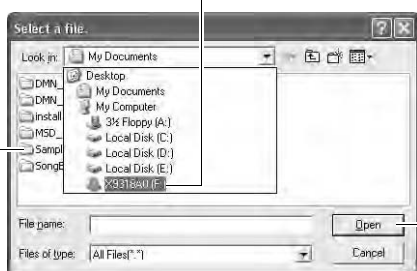 Select a file.
Look in: My Documents
Desktop
My Documents
My Computer
3½ Floppy (A:)
Local Disk (C:)
Local Disk (D:)
Local Disk (E:)
X9318A0 (F:)
DMN_
DMN_
install
MSD_
Sampl
SongB
File name:
Open
Files of type: All Files(*.*)
Cancel